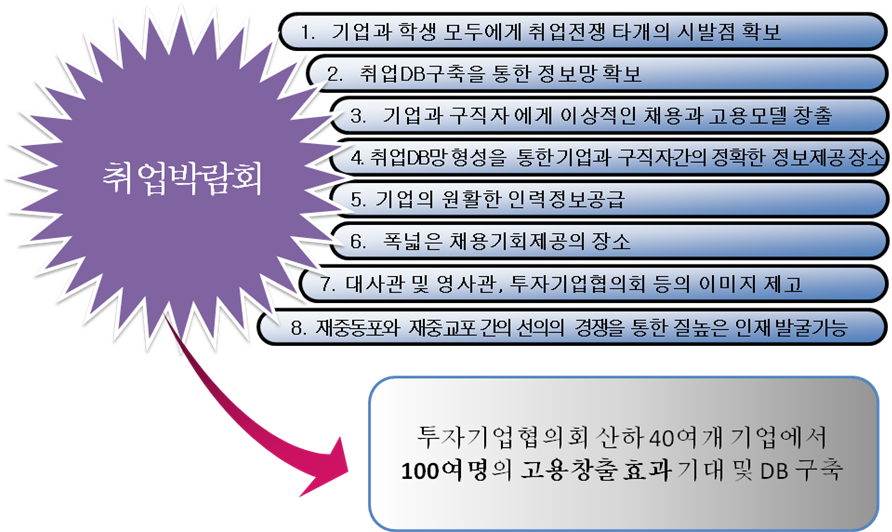 취업박람회
1. 기업과 학생 모두에게 취업전쟁 타개의 시발점 확보
2. 취업DB구축을 통한 정보망 확보
3. 기업과 구직자에게 이상적인 채용과 고용모델 창출
4. 취업DB망 형성을 통한 기업과 구직자간의 정확한 정보제공 장소
5. 기업의 원활한 인력정보공급
6. 폭넓은 채용기회제공의 장소
7. 대사관 및 영사관, 투자기업협의회 등의 이미지 제고
8. 재중동포와 재중교포 간의 선의의 경쟁을 통한 질높은 인재 발굴가능
투자기업협의회 산하 40여개 기업에서
100여명의 고용창출 효과 기대 및 DB 구축